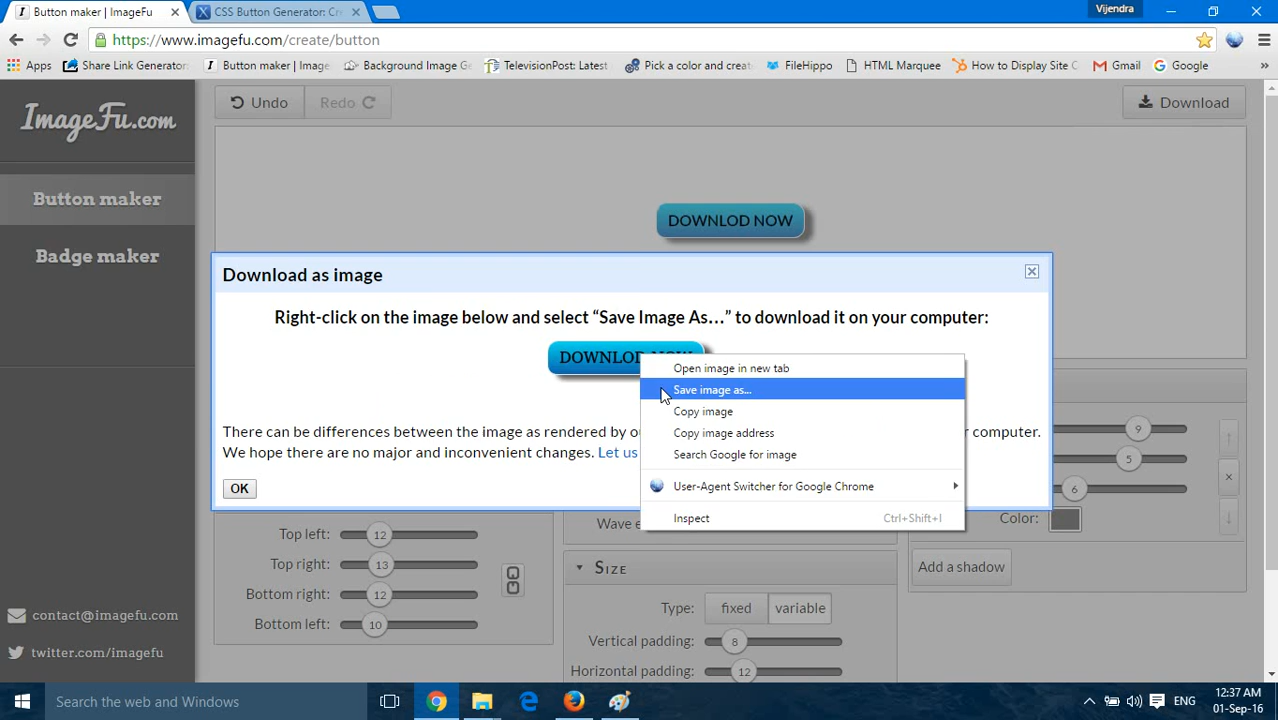 Button maker | ImageFu
CSS Button Generator: Cr
Vijendra
https://www.imagefu.com/create/button
Apps
Share Link Generator:
Button maker | Image
Background Image Ge
TelevisionPost: Latest
Pick a color and create
FileHippo
HTML Marquee
How to Display Site C
Gmail
Google
»
ImageFu.com
Undo
Redo
Download
Button maker
Badge maker
DOWNLOD NOW
Download as image
Right-click on the image below and select “Save Image As...” to download it on your computer:
DOWNLOD NOW
Open image in new tab
Save image as...
Copy image
Copy image address
Search Google for image
User-Agent Switcher for Google Chrome
Inspect
Ctrl+Shift+I
There can be differences between the image as rendered by
computer.
We hope there are no major and inconvenient changes. Let us
OK
9
5
6
Color:
Add a shadow
Top left:
12
Top right:
13
Bottom right:
12
Bottom left:
10
Wave
Size
Type:
fixed
variable
Vertical padding:
8
Horizontal padding:
12
contact@imagefu.com
twitter.com/imagefu
Search the web and Windows
ENG
12:37 AM
01-Sep-16